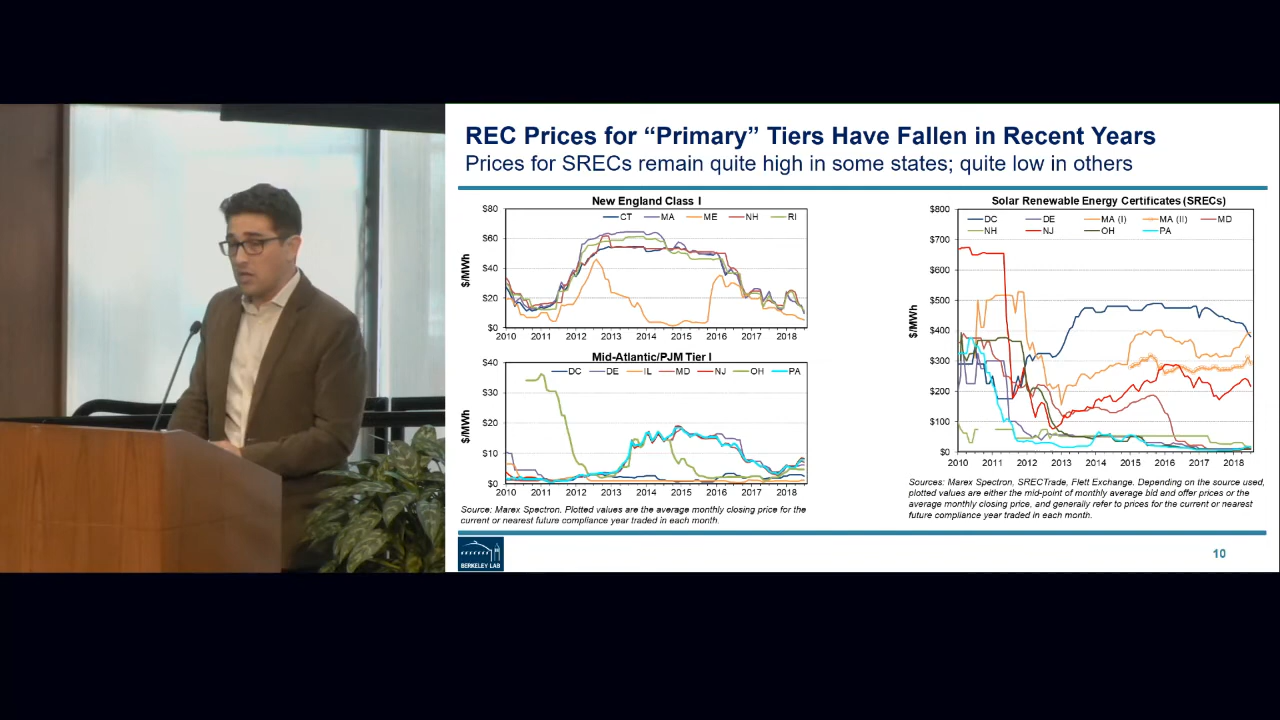 REC Prices for “Primary” Tiers Have Fallen in Recent Years
Prices for SRECs remain quite high in some states; quite low in others
New England Class I
$80
$60
$40
$20
$0
$/MWh
CT MA ME NH RI
2010 2011 2012 2013 2014 2015 2016 2017 2018
Mid-Atlantic/PJM Tier I
$40
$30
$20
$10
$0
$/MWh
DC DE IL MD NJ OH PA
2010 2011 2012 2013 2014 2015 2016 2017 2018
Source: Marex Spectron. Plotted values are the average monthly closing price for the
current or nearest future compliance year traded in each month.
Solar Renewable Energy Certificates (SRECs)
$800
$700
$600
$500
$400
$300
$200
$100
$0
$/MWh
DC DE MA (I) MA (II) MD
NH NJ OH PA
2010 2011 2012 2013 2014 2015 2016 2017 2018
Sources: Marex Spectron, SRECTrade, Flett Exchange. Depending on the source used,
plotted values are either the mid-point of monthly average bid and offer prices or the
average monthly closing price, and generally refer to prices for the current or nearest
future compliance year traded in each month.
BERKELEY LAB
10